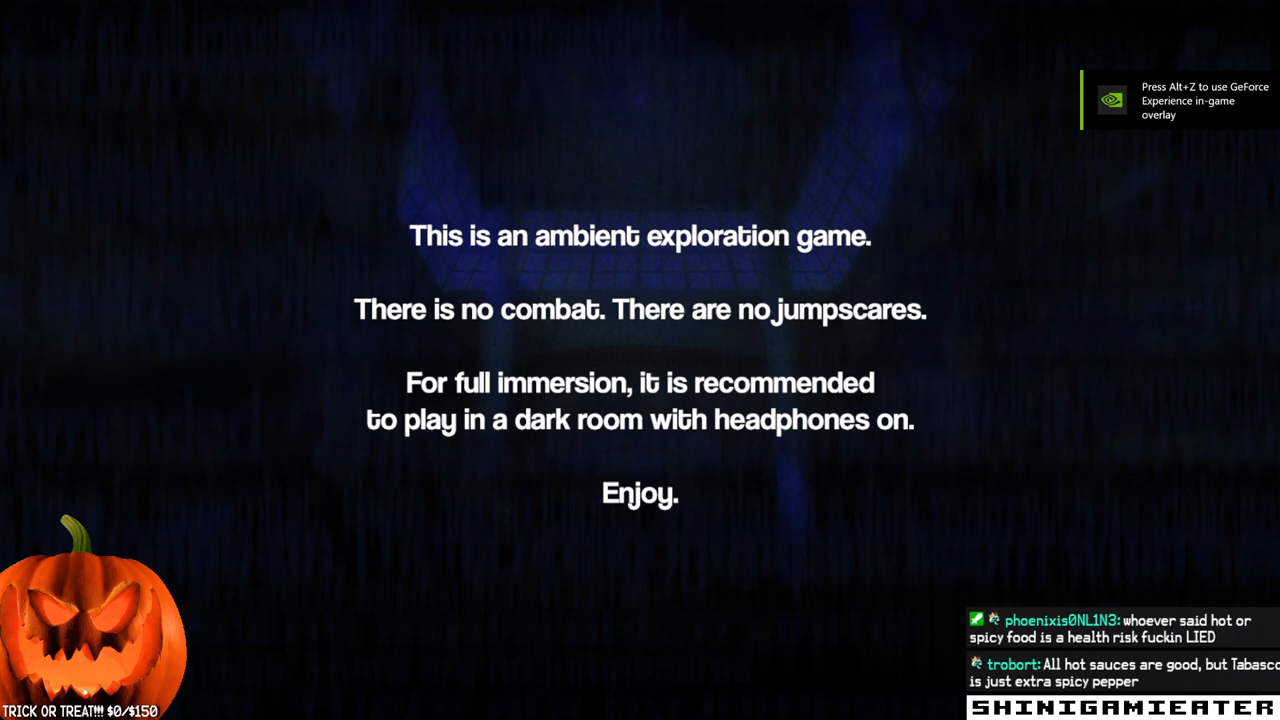 Press Alt+Z to use GeForce
Experience in-game
overlay
This is an ambient exploration game.
There is no combat. There are no jumpscares.
For full immersion, it is recommended
to play in a dark room with headphones on.
Enjoy.
phoenixis0NL1N3: whoever said hot or
spicy food is a health risk fuckin LIED
trobort: All hot sauces are good, but Tabasco
is just extra spicy pepper
TRICK OR TREAT!!! $0/$150
SHINIGAMIEATER